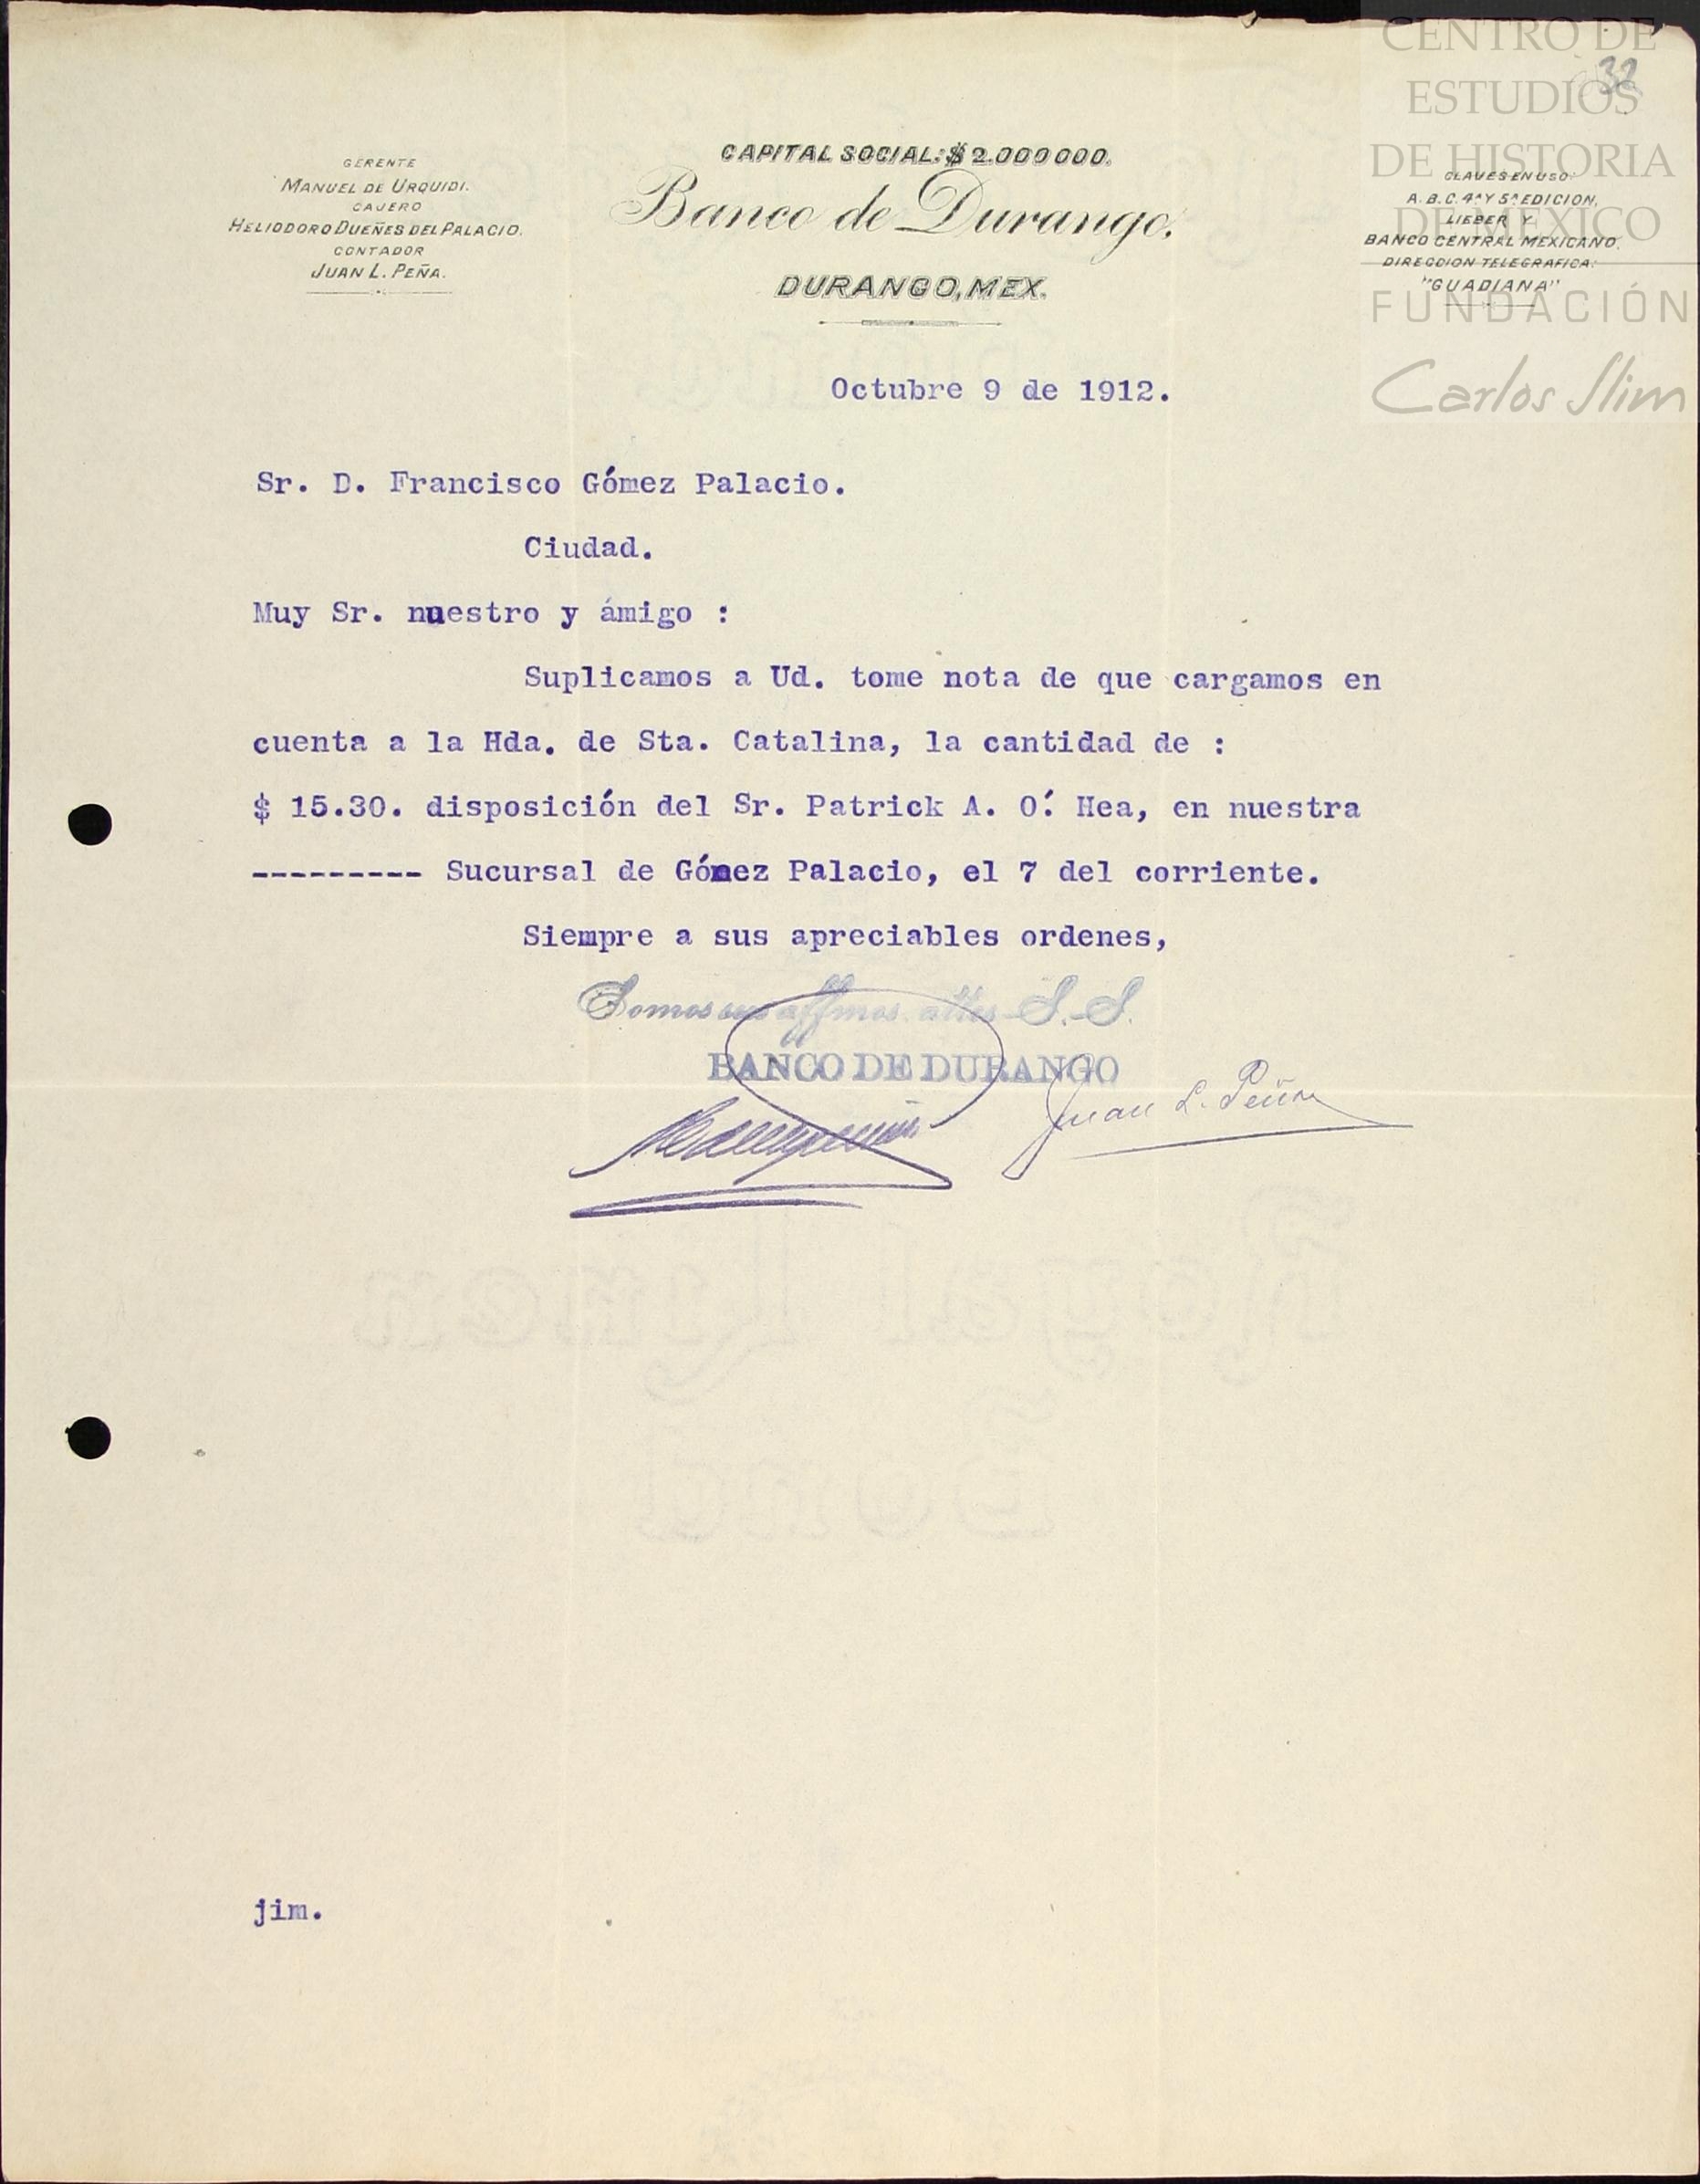 CENTRO DE
ESTUDIOS
DE HISTORIA
DE MÉXICO
FUNDACIÓN
Carlos Slim
32
GERENTE
MANUEL DE URQUIDI.
CAJERO
HELIODORO DUEÑES DEL PALACIO.
CONTADOR
JUAN L. PEÑA.
CAPITAL SOCIAL: $ 2.000000.
Banco de Durango.
DURANGO, MEX.
CLAVES EN USO:
A. B. C. 4ª Y 5ª EDICION,
LIEBER Y
BANCO CENTRAL MEXICANO.
DIRECCION TELEGRAFICA:
"GUADIANA"
Octubre 9 de 1912.
Sr. D. Francisco Gómez Palacio.
Ciudad.
Muy Sr. nuestro y ámigo :
Suplicamos a Ud. tome nota de que cargamos en
cuenta a la Hda. de Sta. Catalina, la cantidad de :
$ 15.30. disposición del Sr. Patrick A. O.́ Hea, en nuestra
--------- Sucursal de Gómez Palacio, el 7 del corriente.
Siempre a sus apreciables ordenes,
Somos sus affmos. attos S. S.
BANCO DE DURANGO
Juan L. Peña
jim.